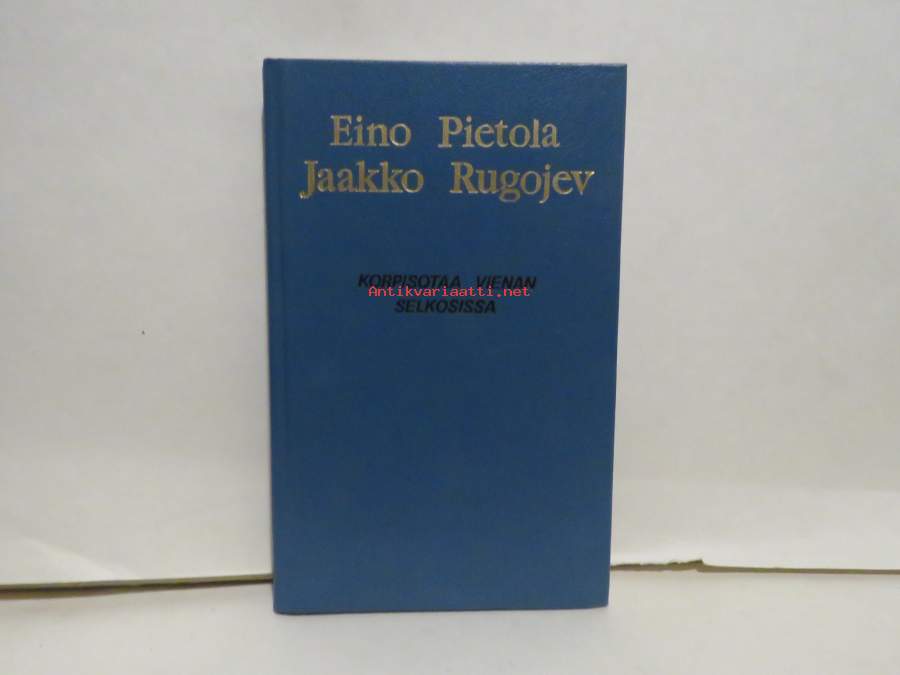 Eino Pietola
Jaakko Rugojev
KORPISOTAA VIENAN
Antikvariaatti.net
SELKOSISSA